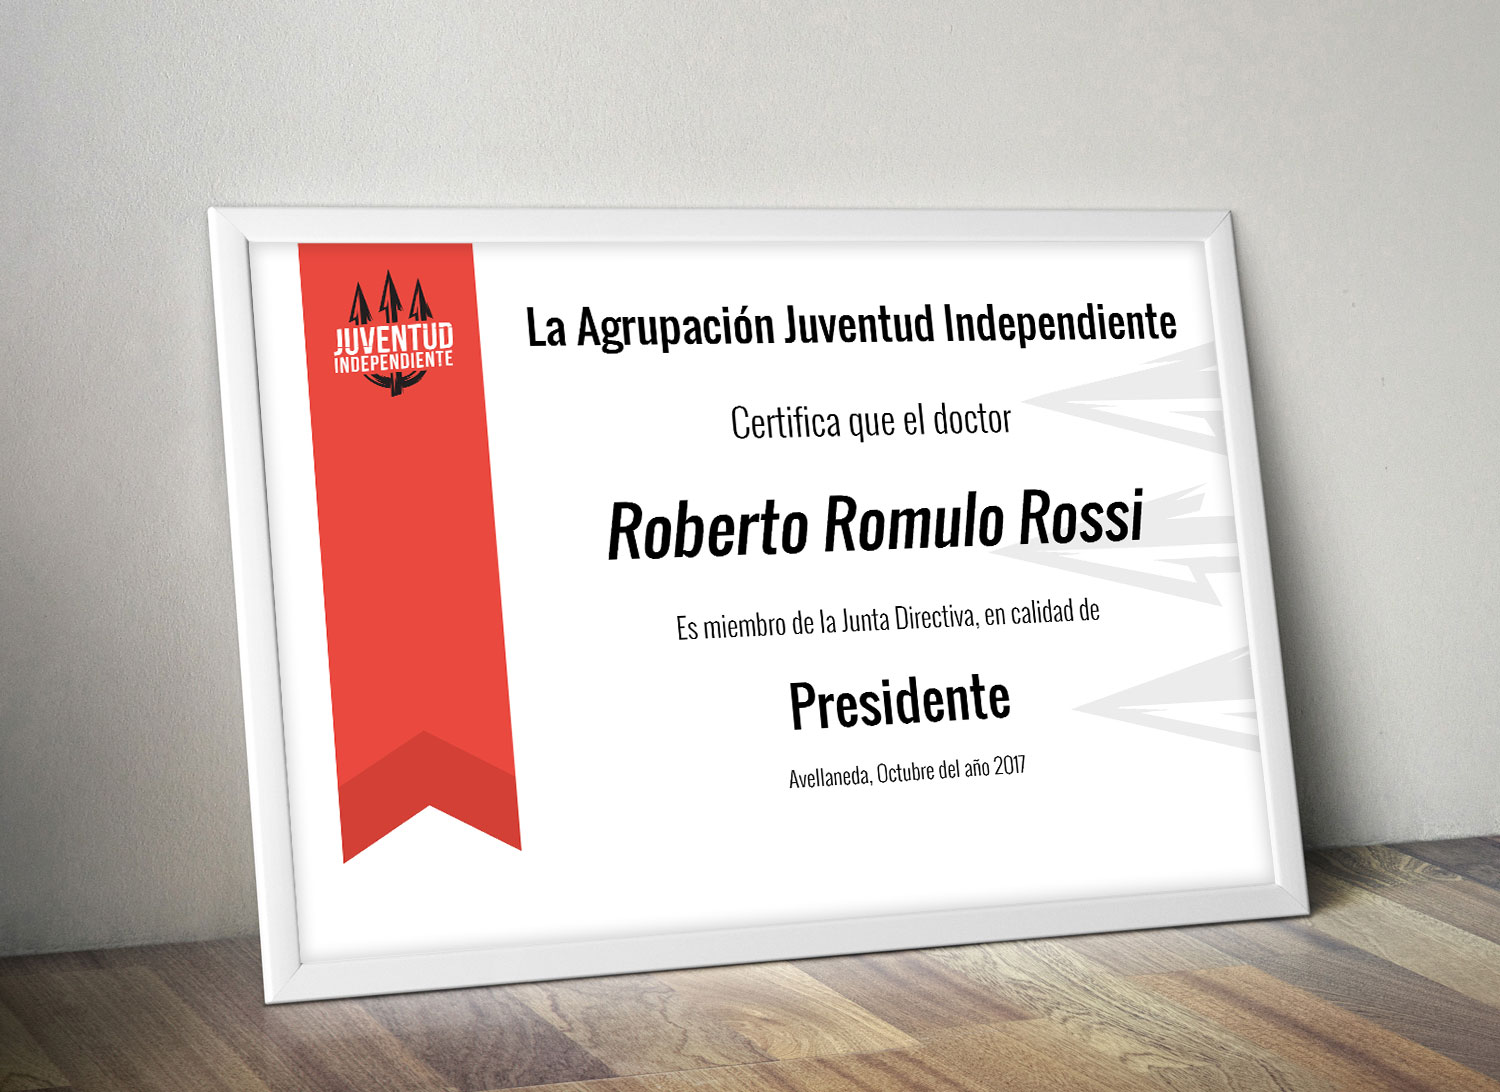 JUVENTUD
INDEPENDIENTE
La Agrupación Juventud Independiente
Certifica que el doctor
Roberto Romulo Rossi
Es miembro de la Junta Directiva, en calidad de
Presidente
Avellaneda, Octubre del año 2017